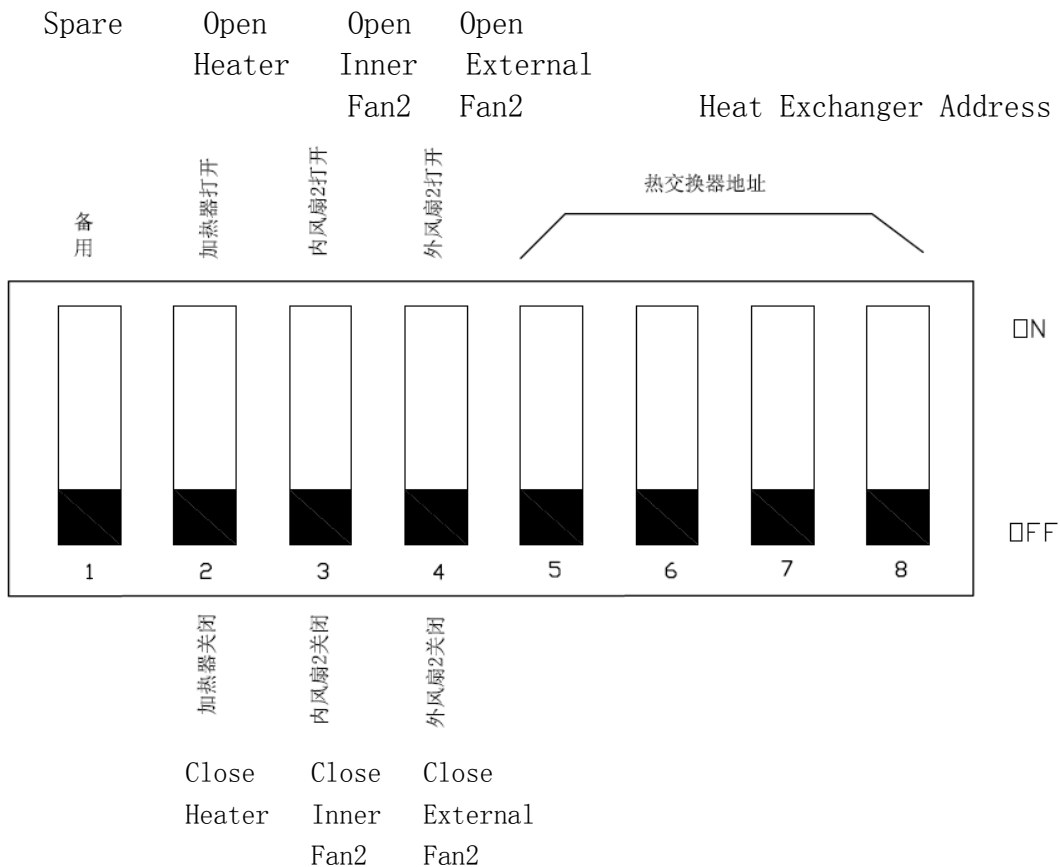 Spare Open Open Open
Heater Inner External
Fan2 Fan2 Heat Exchanger Address
备用
加热器打开
内风扇2打开
外风扇2打开
热交换器地址
ON
OFF
1 2 3 4 5 6 7 8
加热器关闭
内风扇2关闭
外风扇2关闭
Close Close Close
Heater Inner External
Fan2 Fan2